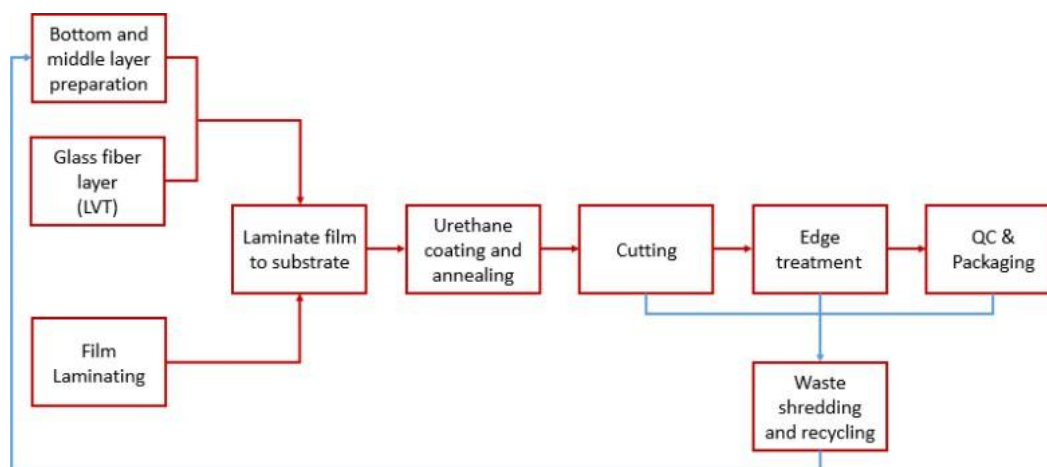 Bottom and
middle layer
preparation
Glass fiber
layer
(LVT)
Laminate film
to substrate
Urethane
coating and
annealing
Cutting
Edge
treatment
QC &
Packaging
Film
Laminating
Waste
shredding
and recycling